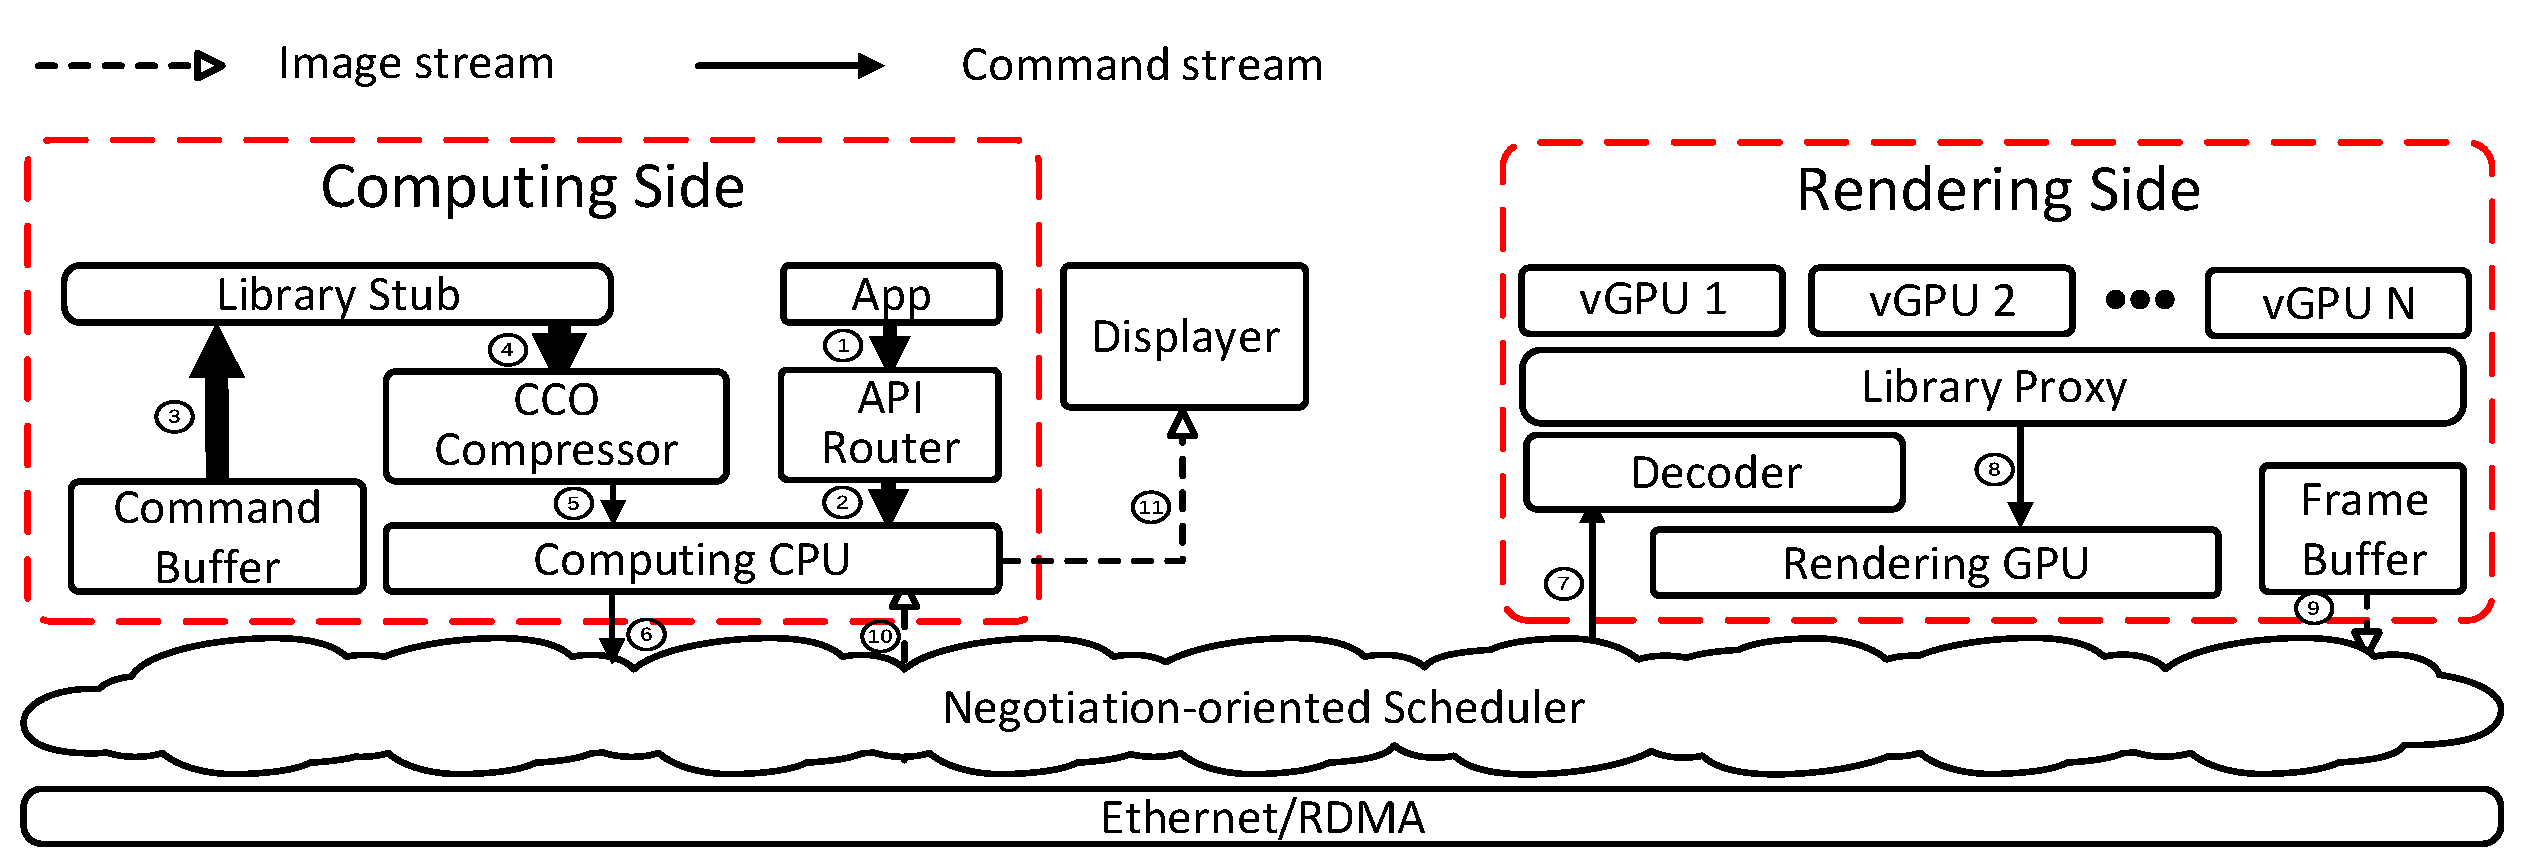 Image stream
Command stream
Computing Side
Rendering Side
Library Stub
App
Displayer
vGPU 1
vGPU 2
vGPU N
④
①
Library Proxy
③
CCO
Compressor
API
Router
Decoder
⑧
Command
Buffer
⑤
②
⑪
Frame
Buffer
Computing CPU
Rendering GPU
⑦
⑨
⑥
⑩
Negotiation-oriented Scheduler
Ethernet/RDMA